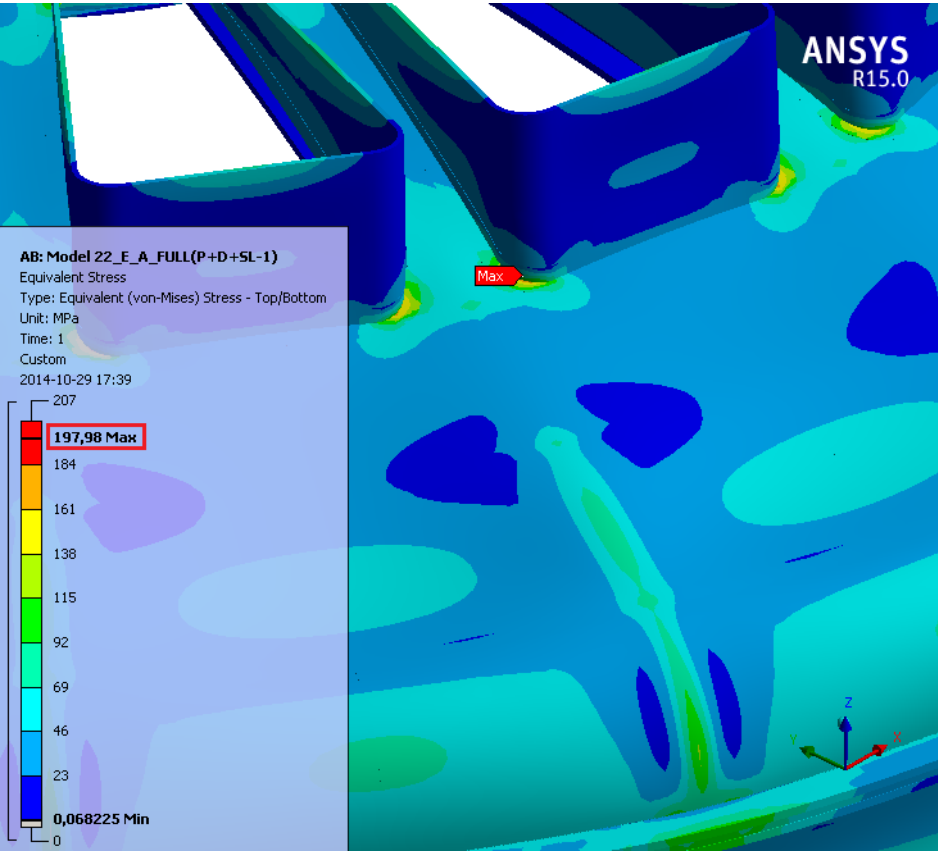 ANSYS
R15.0
AB: Model 22_E_A_FULL(P+D+SL-1)
Equivalent Stress
Type: Equivalent (von-Mises) Stress - Top/Bottom
Unit: MPa
Time: 1
Custom
2014-10-29 17:39
Max
207
197,98 Max
184
161
138
115
92
69
46
23
0,068225 Min
0
Z
Y
X